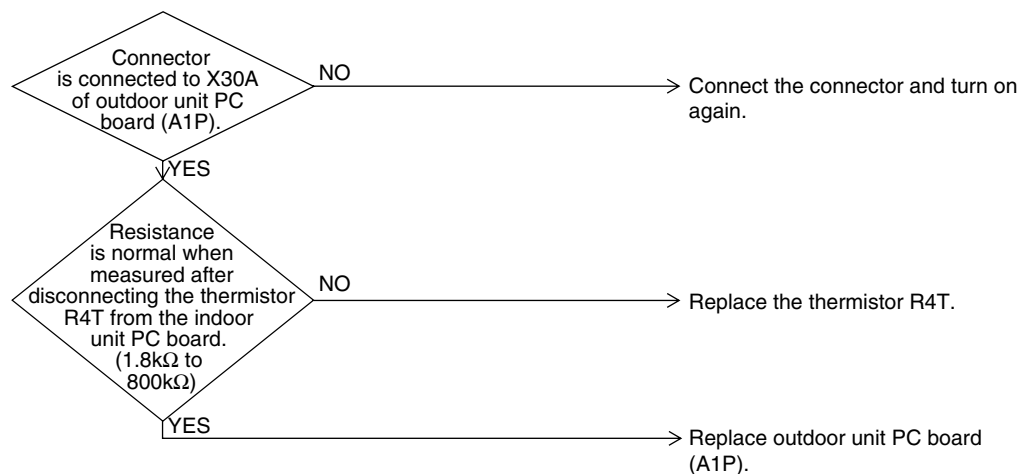 Connector
is connected to X30A
of outdoor unit PC
board (A1P).
NO
Connect the connector and turn on
again.
YES
Resistance
is normal when
measured after
disconnecting the thermistor
R4T from the indoor
unit PC board.
(1.8kΩ to
800kΩ)
NO
Replace the thermistor R4T.
YES
Replace outdoor unit PC board
(A1P).